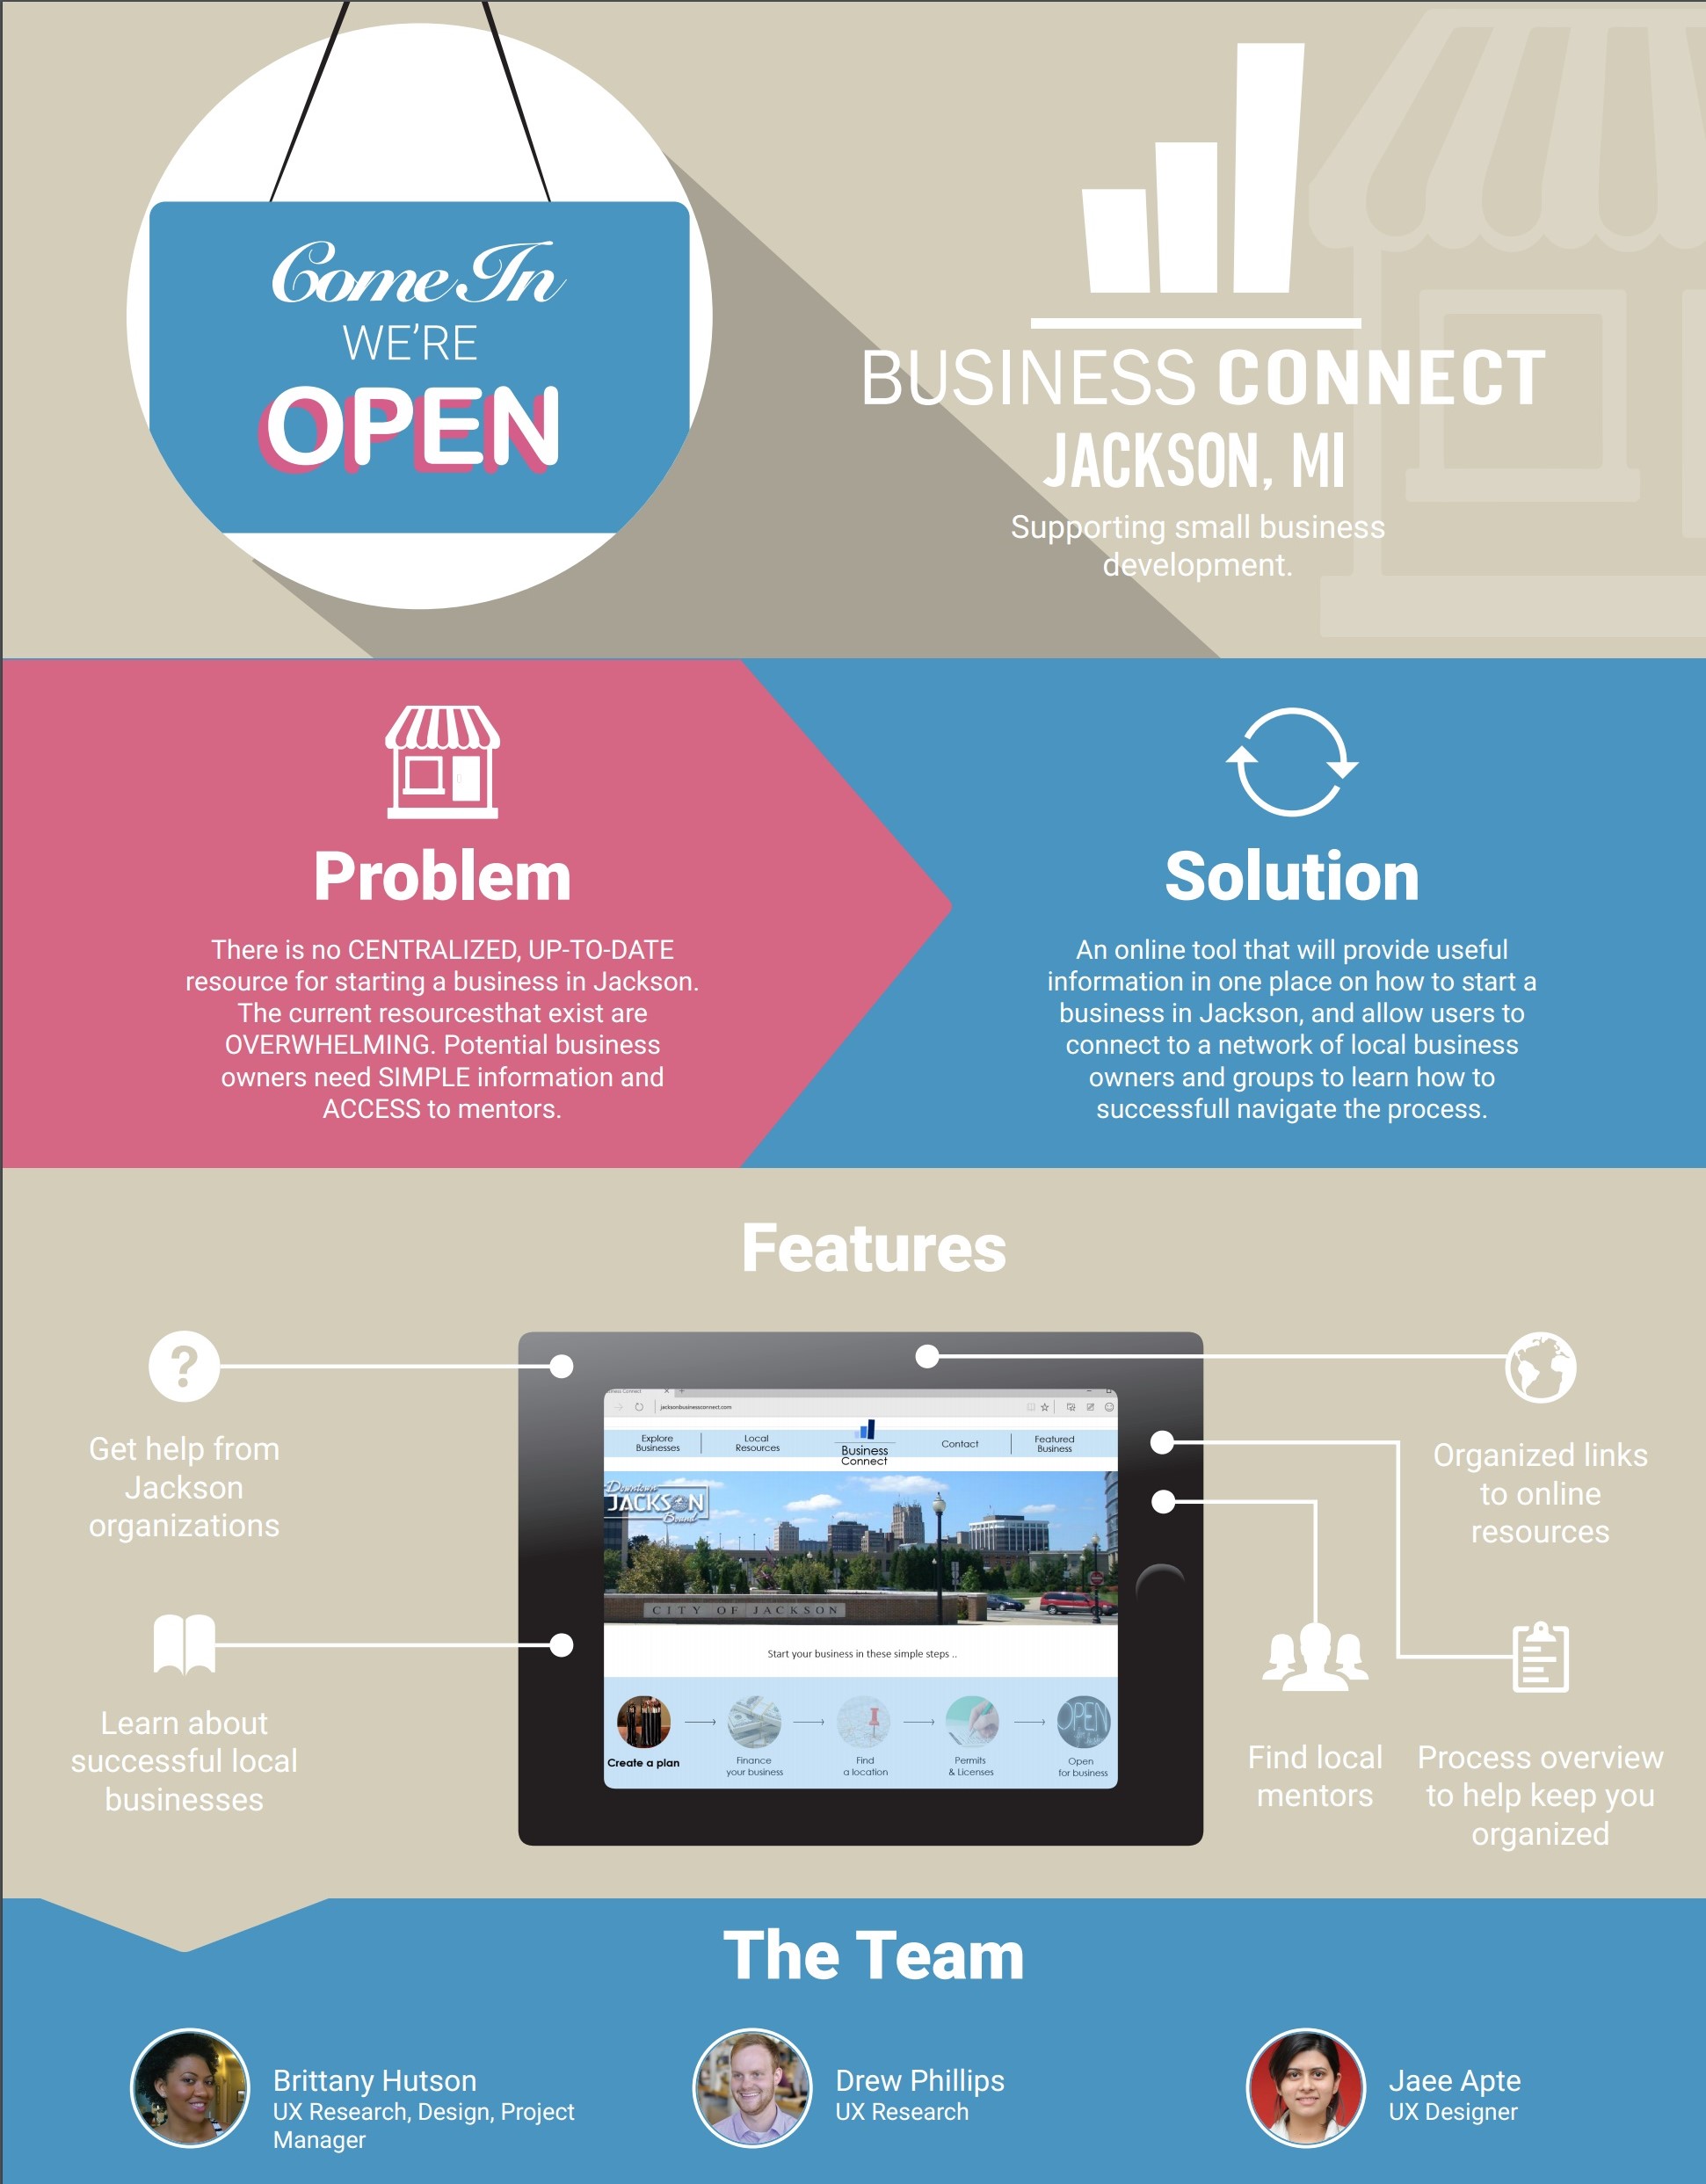 Come In
WE'RE
OPEN
BUSINESS CONNECT
JACKSON, MI
Supporting small business
development.
Problem
There is no CENTRALIZED, UP-TO-DATE
resource for starting a business in Jackson.
The current resourcesthat exist are
OVERWHELMING. Potential business
owners need SIMPLE information and
ACCESS to mentors.
Solution
An online tool that will provide useful
information in one place on how to start a
business in Jackson, and allow users to
connect to a network of local business
owners and groups to learn how to
successfull navigate the process.
Features
?
Get help from
Jackson
organizations
Learn about
successful local
businesses
Business Connect
jacksonbusinessconnect.com
Explore
Businesses
Local
Resources
Business
Connect
Contact
Featured
Business
Downtown
JACKSON
Bound
CITY OF JACKSON
Start your business in these simple steps ..
OPEN
Create a plan
Finance
your business
Find
a location
Permits
& Licenses
Open
for business
Organized links
to online
resources
Find local
mentors
Process overview
to help keep you
organized
The Team
Brittany Hutson
UX Research, Design, Project
Manager
Drew Phillips
UX Research
Jaee Apte
UX Designer